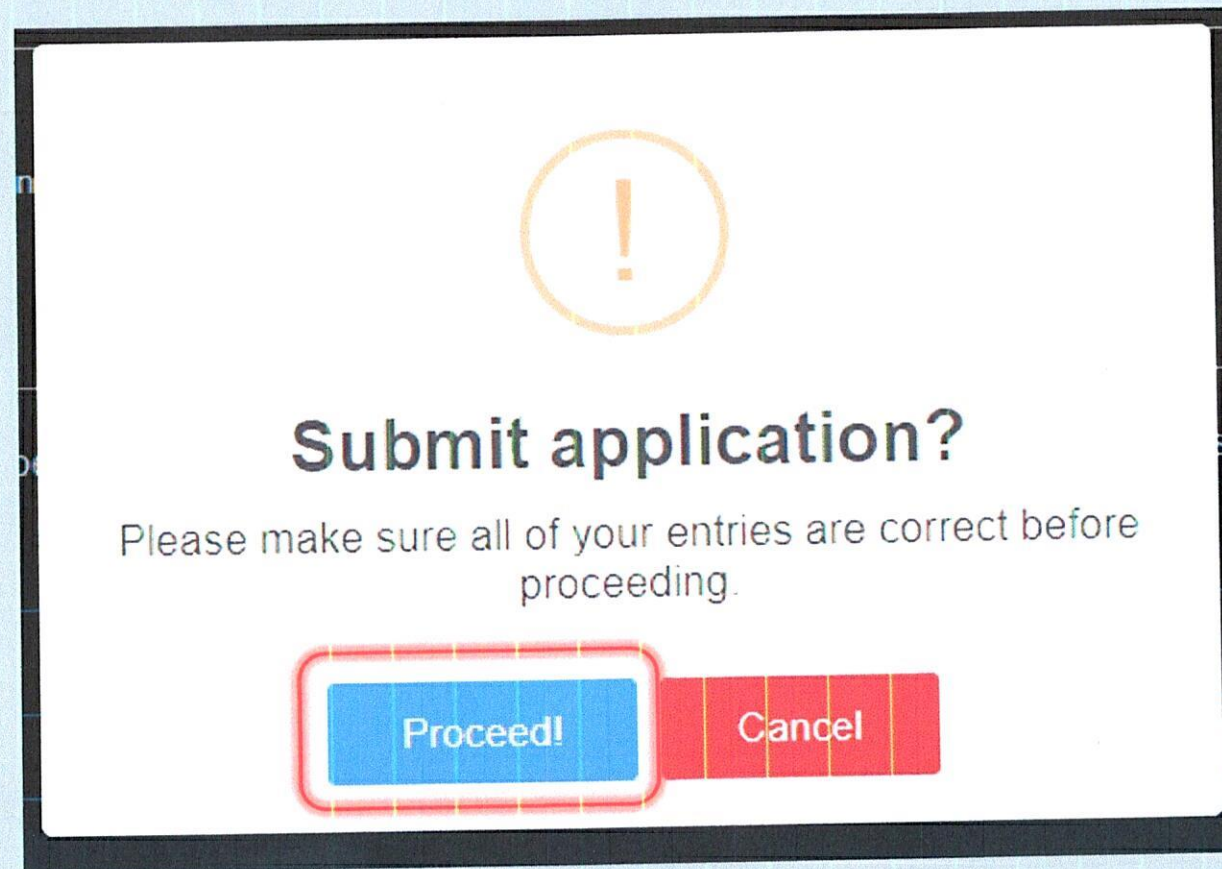 !
Submit application?
Please make sure all of your entries are correct before
proceeding.
Proceed!
Cancel